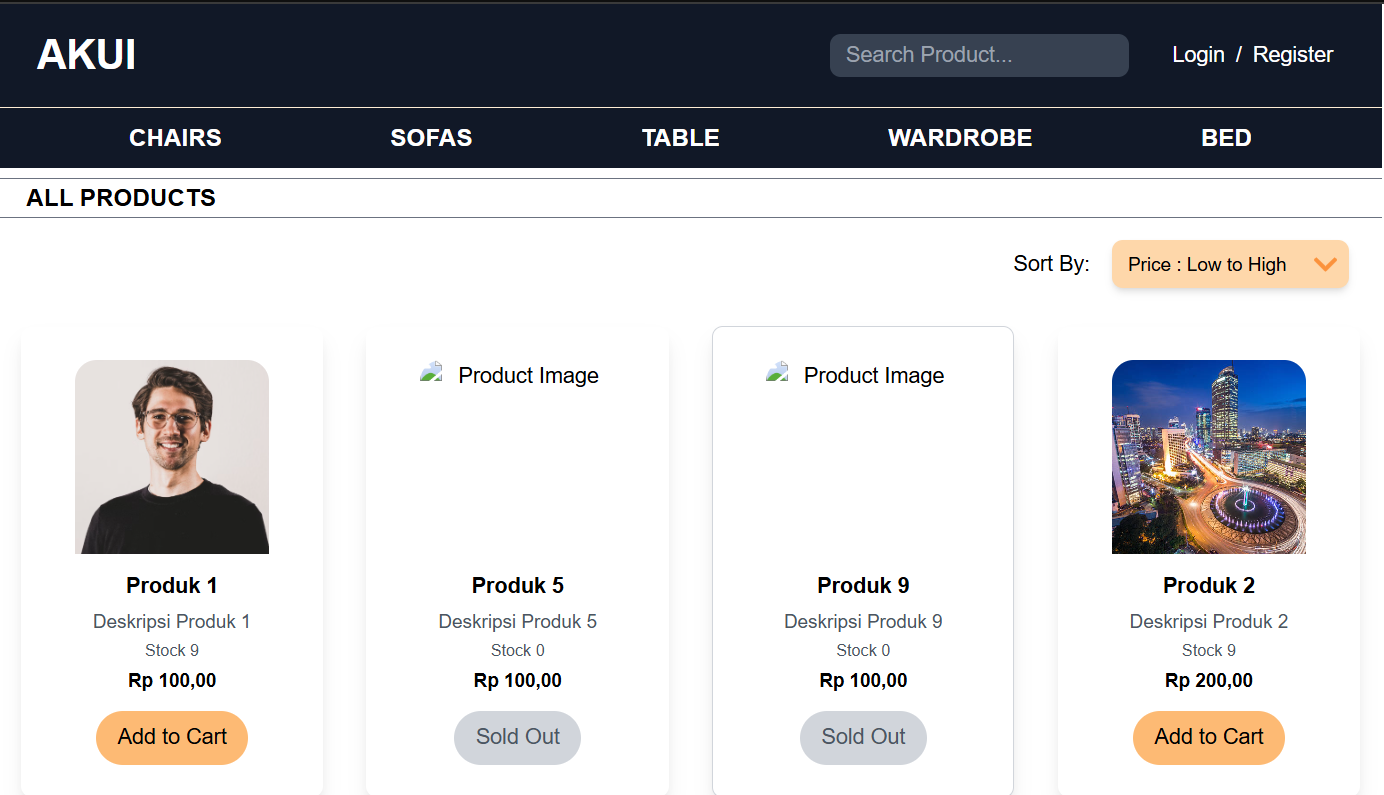 AKUI
Search Product...
Login / Register
CHAIRS SOFAS TABLE WARDROBE BED
ALL PRODUCTS
Sort By: Price : Low to High
Product Image Product Image
Produk 1 Produk 5 Produk 9 Produk 2
Deskripsi Produk 1 Deskripsi Produk 5 Deskripsi Produk 9 Deskripsi Produk 2
Stock 9 Stock 0 Stock 0 Stock 9
Rp 100,00 Rp 100,00 Rp 100,00 Rp 200,00
Add to Cart Sold Out Sold Out Add to Cart